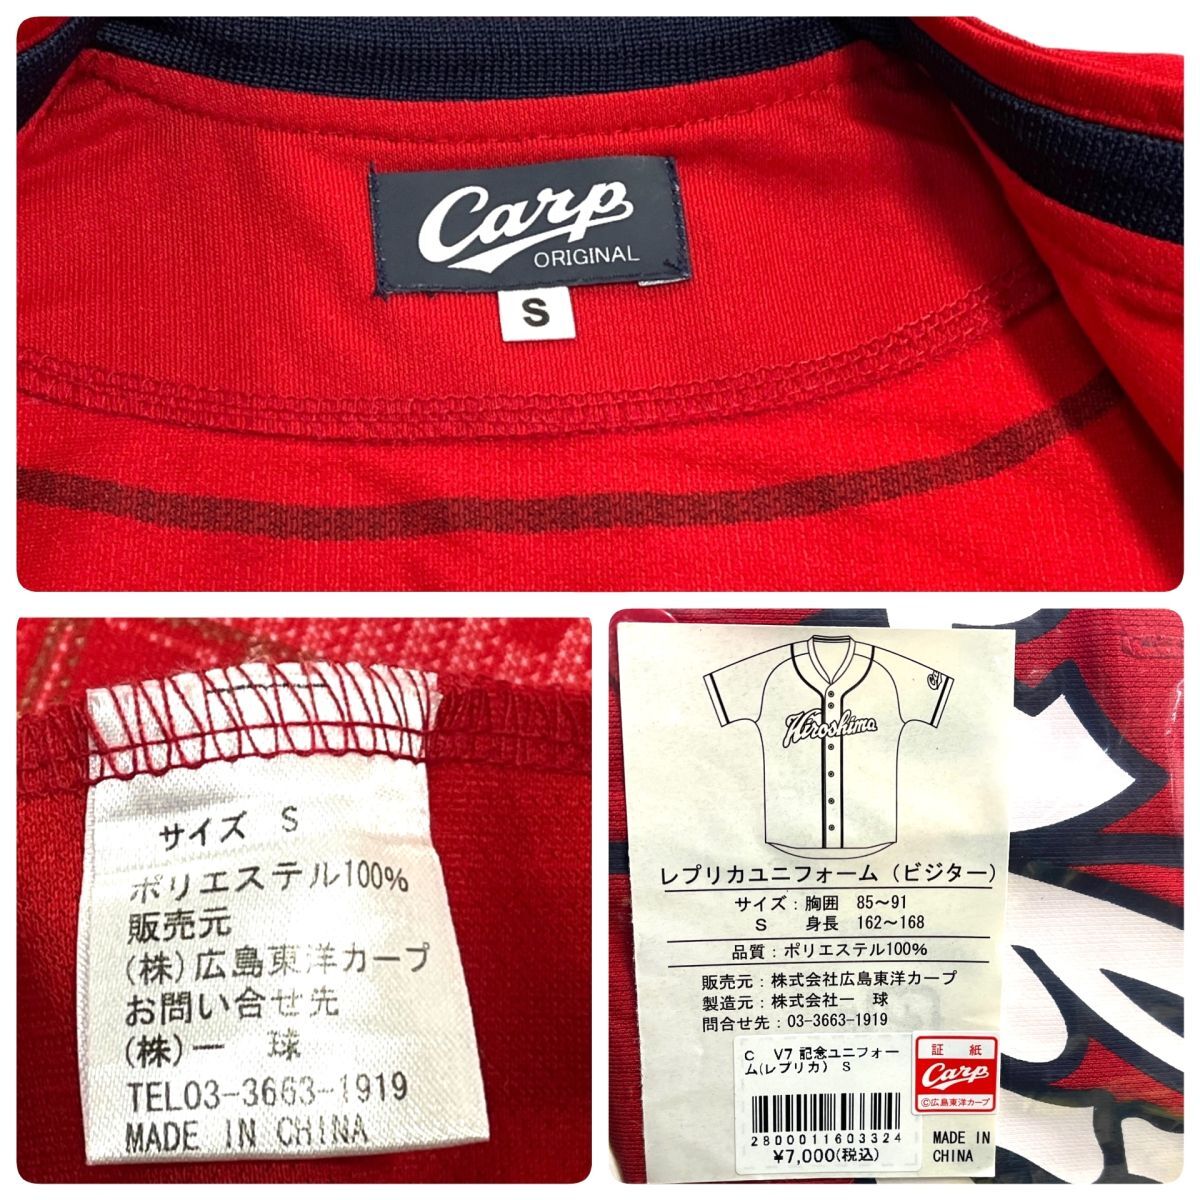 Carp
ORIGINAL
S
サイズ S
ポリエステル100%
販売元
(株)広島東洋カープ
お問い合せ先
(株)一 球
TEL03-3663-1919
MADE IN CHINA
Hiroshima
レプリカユニフォーム(ビジター)
サイズ:胸囲 85〜91
S 身長 162〜168
品質:ポリエステル100%
販売元:株式会社広島東洋カープ
製造元:株式会社一 球
問合せ先:03-3663-1919
C V7 記念ユニフォー
ム(レプリカ) S
2800011603324
¥7,000(税込)
証 紙
Carp
©広島東洋カープ
MADE IN
CHINA